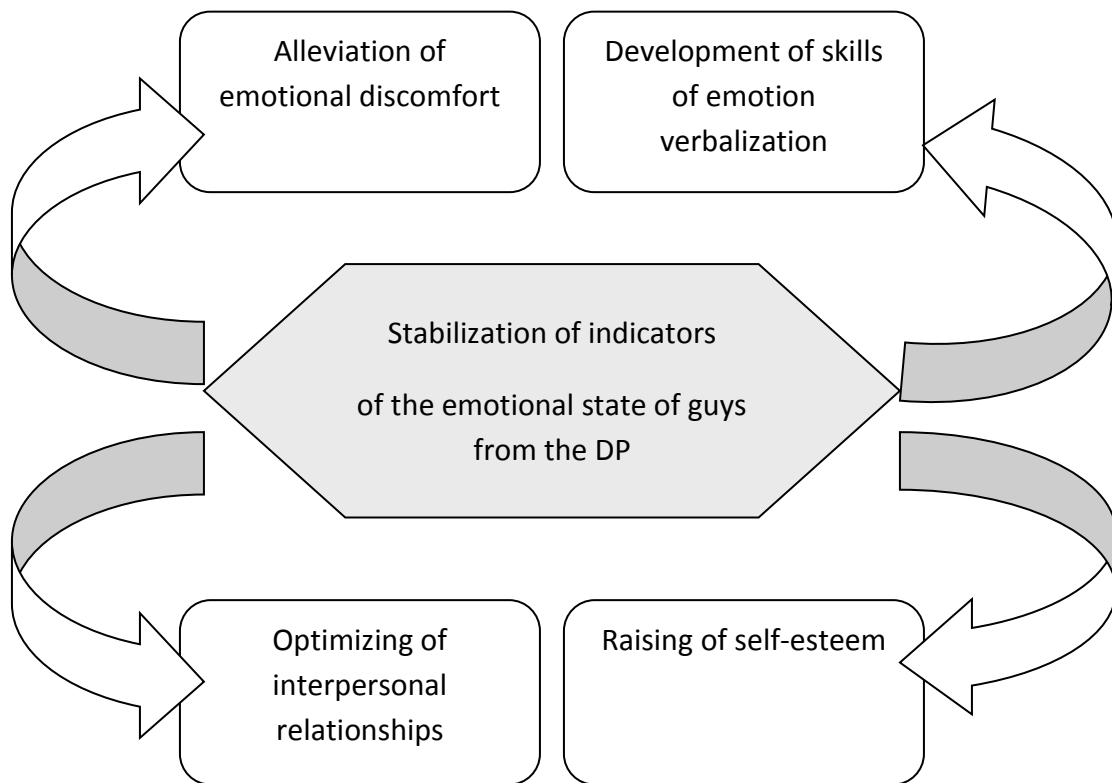 Alleviation of
emotional discomfort
Development of skills
of emotion
verbalization
Stabilization of indicators
of the emotional state of guys
from the DP
Optimizing of
interpersonal
relationships
Raising of self-esteem